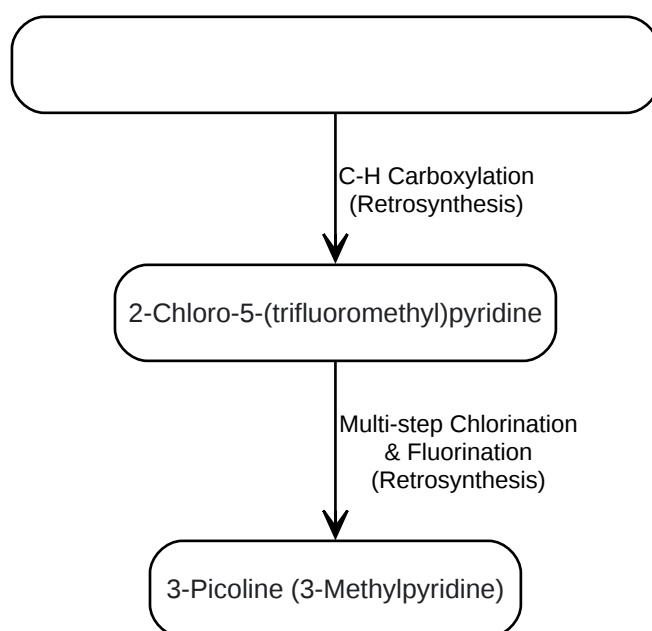 C-H Carboxylation
(Retrosynthesis)
2-Chloro-5-(trifluoromethyl)pyridine
Multi-step Chlorination
& Fluorination
(Retrosynthesis)
3-Picoline (3-Methylpyridine)